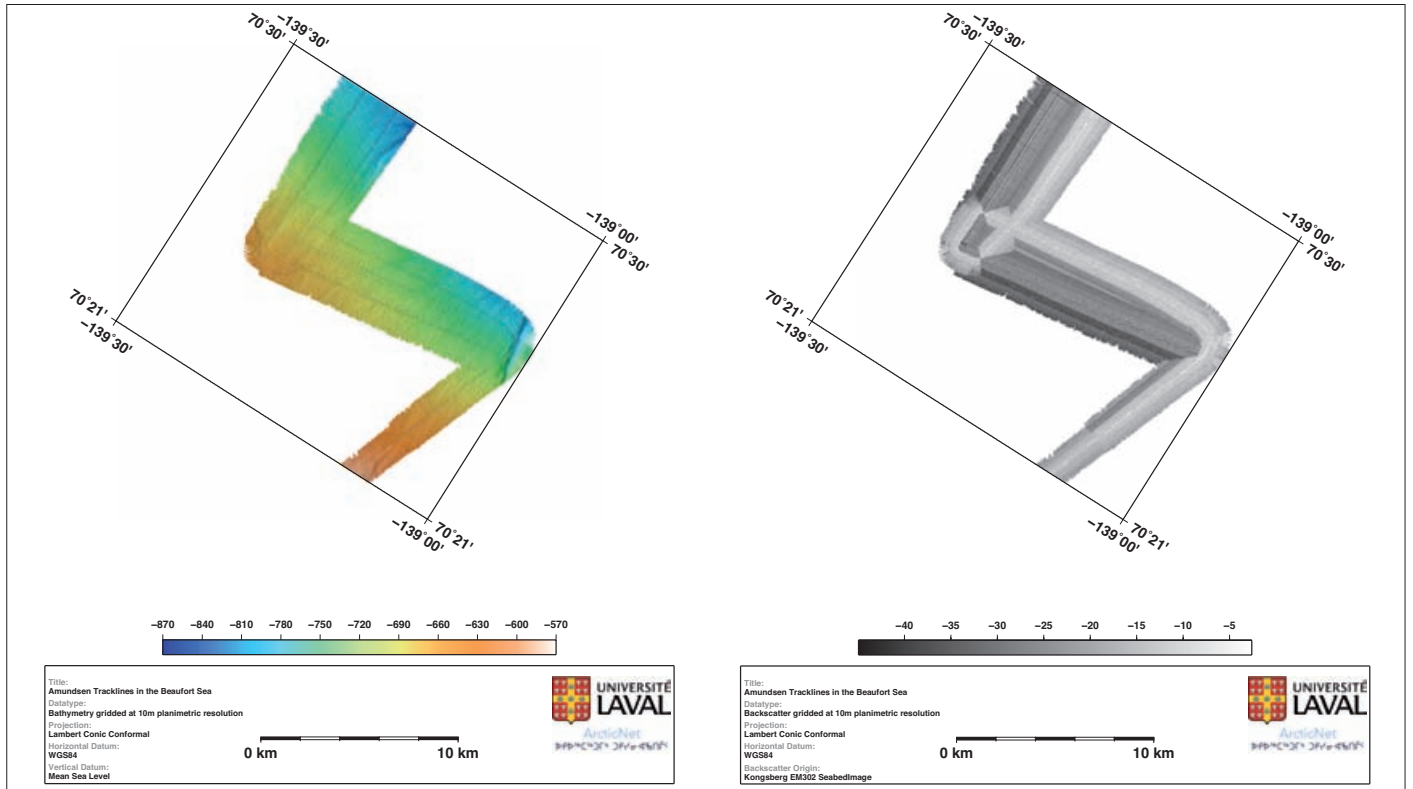 −139˚30'
70˚30'
−139˚00'
70˚30'
70˚21'
−139˚30'
70˚21'
−139˚00'
−870 −840 −810 −780 −750 −720 −690 −660 −630 −600 −570
Title:
Amundsen Tracklines in the Beaufort Sea
Datatype:
Bathymetry gridded at 10m planimetric resolution
Projection:
Lambert Conic Conformal
Horizontal Datum:
WGS84
Vertical Datum:
Mean Sea Level
0 km 10 km
UNIVERSITÉ
LAVAL
ArcticNet
−139˚30'
70˚30'
−139˚00'
70˚30'
70˚21'
−139˚30'
70˚21'
−139˚00'
−40 −35 −30 −25 −20 −15 −10 −5
Title:
Amundsen Tracklines in the Beaufort Sea
Datatype:
Backscatter gridded at 10m planimetric resolution
Projection:
Lambert Conic Conformal
Horizontal Datum:
WGS84
Backscatter Origin:
Kongsberg EM302 SeabedImage
0 km 10 km
UNIVERSITÉ
LAVAL
ArcticNet